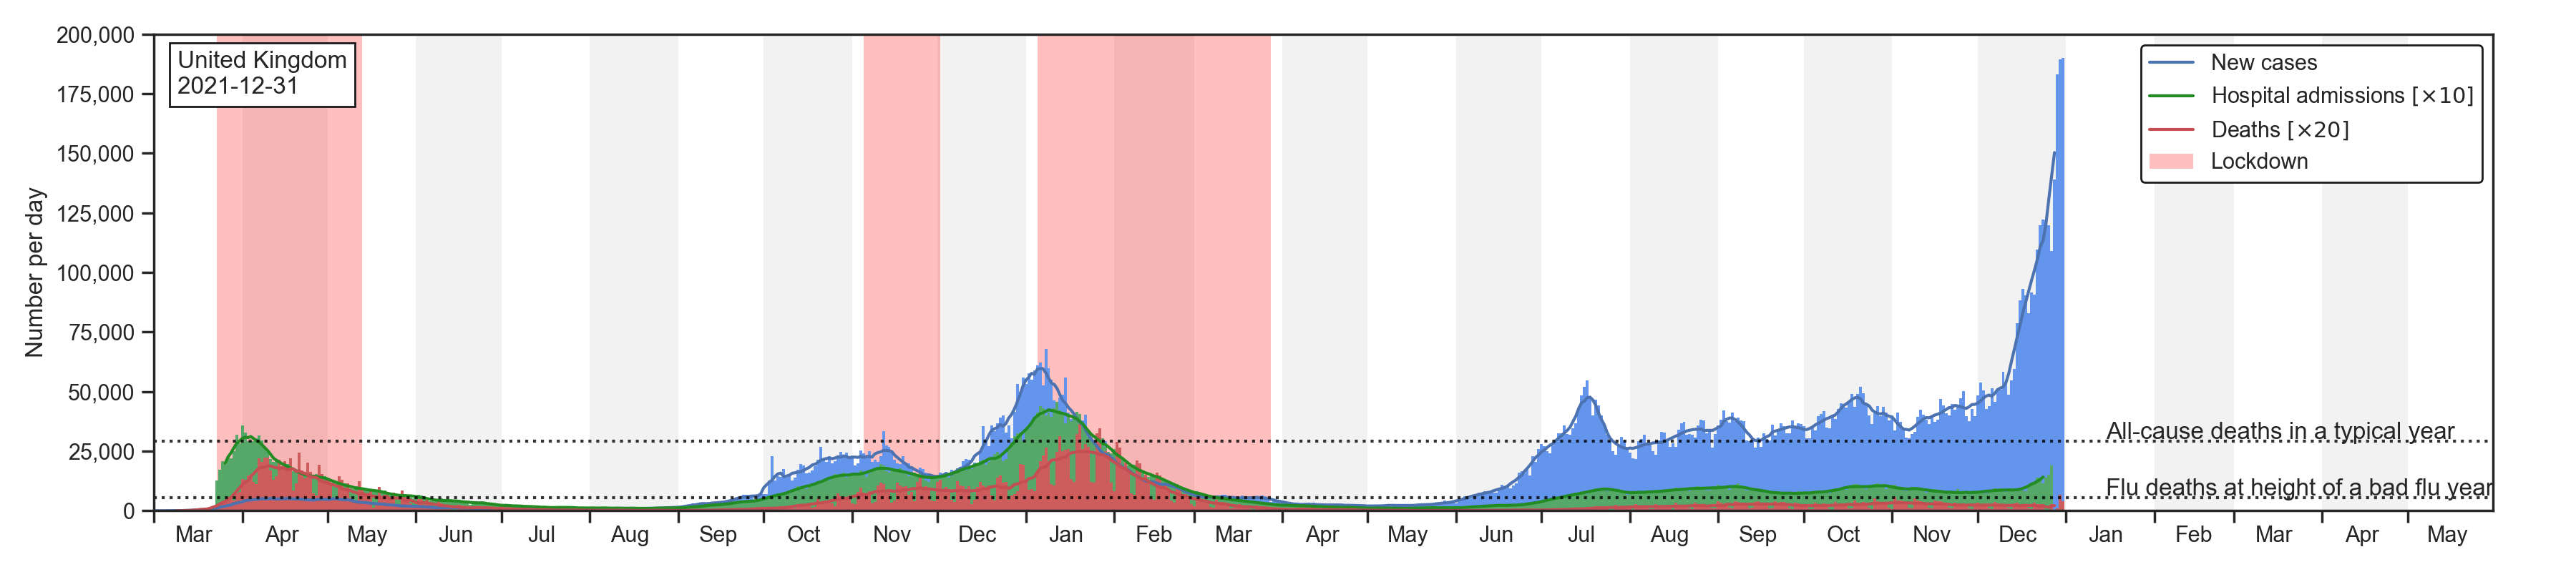 200,000
175,000
150,000
125,000
100,000
75,000
50,000
25,000
0
Number per day
United Kingdom
2021-12-31
New cases
Hospital admissions [×10]
Deaths [×20]
Lockdown
All-cause deaths in a typical year
Flu deaths at height of a bad flu year
Mar Apr May Jun Jul Aug Sep Oct Nov Dec Jan Feb Mar Apr May Jun Jul Aug Sep Oct Nov Dec Jan Feb Mar Apr May